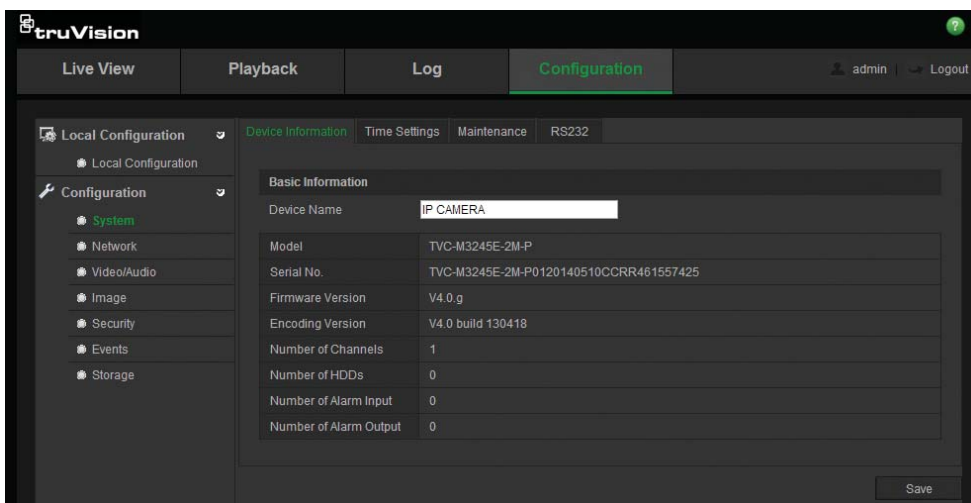 truVision
?
Live View Playback Log Configuration admin | Logout
Local Configuration
Local Configuration
Configuration
System
Network
Video/Audio
Image
Security
Events
Storage
Device Information Time Settings Maintenance RS232
Basic Information
Device Name IP CAMERA
Model TVC-M3245E-2M-P
Serial No. TVC-M3245E-2M-P0120140510CCRR461557425
Firmware Version V4.0.g
Encoding Version V4.0 build 130418
Number of Channels 1
Number of HDDs 0
Number of Alarm Input 0
Number of Alarm Output 0
Save